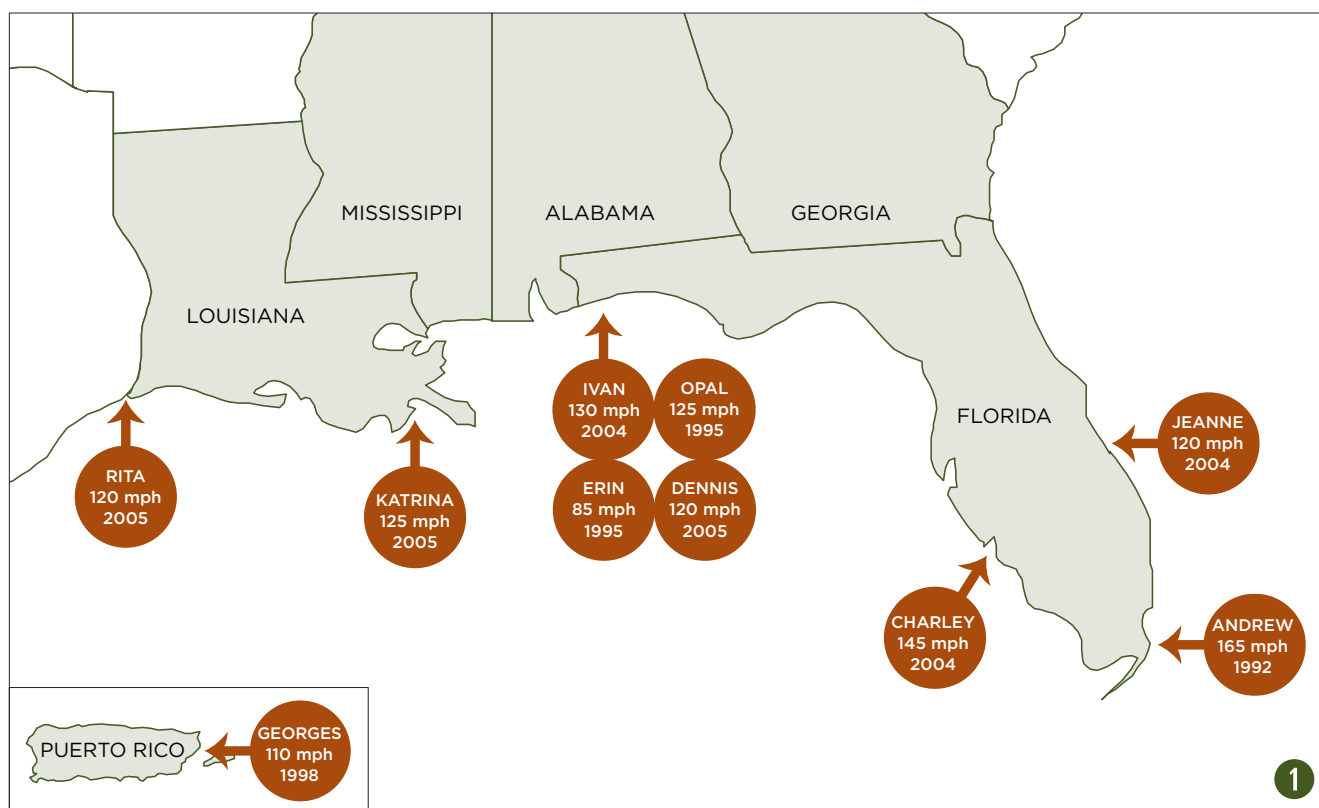 MISSISSIPPI
ALABAMA
GEORGIA
LOUISIANA
FLORIDA
IVAN
130 mph
2004
OPAL
125 mph
1995
ERIN
85 mph
1995
DENNIS
120 mph
2005
JEANNE
120 mph
2004
RITA
120 mph
2005
KATRINA
125 mph
2005
CHARLEY
145 mph
2004
ANDREW
165 mph
1992
PUERTO RICO
GEORGES
110 mph
1998
1